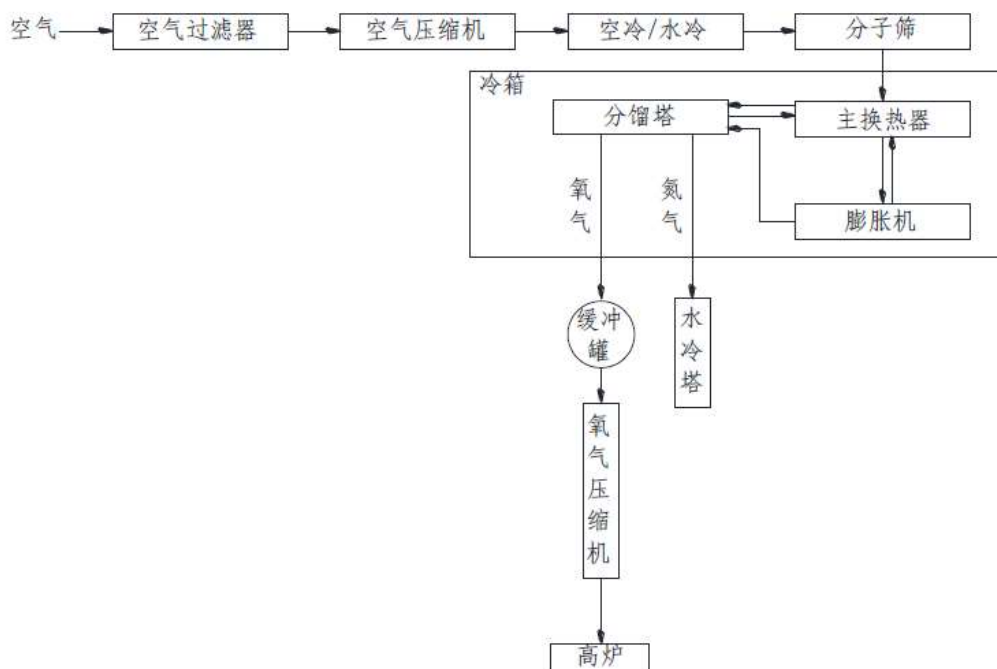 空气
空气过滤器
空气压缩机
空冷/水冷
分子筛
冷箱
分馏塔
主换热器
氧气
氮气
膨胀机
缓冲
罐
水冷塔
氧气压缩机
高炉